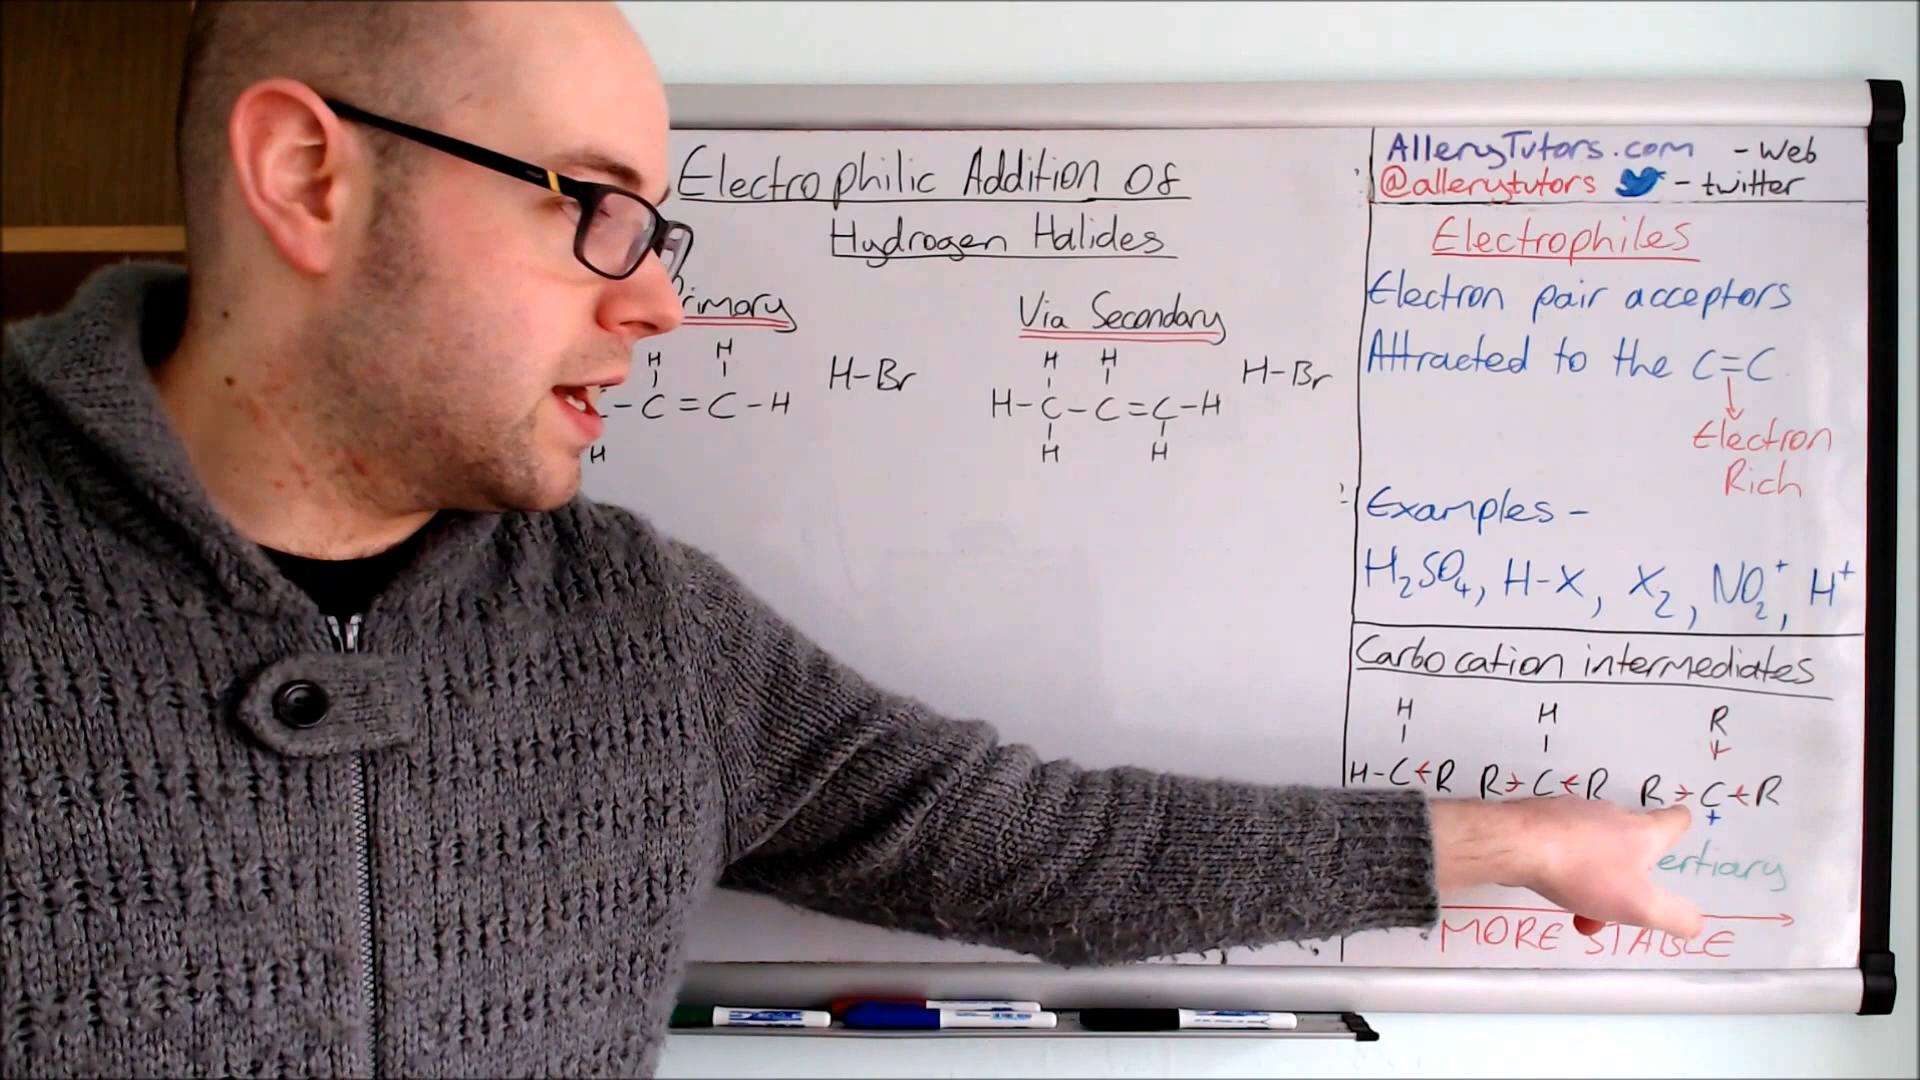 Electrophilic Addition of
Hydrogen Halides
Via Secondary
H H
H-C-C=C-H
H H
H-Br
H H
C=C-H
H
H-Br
AlleryTutors.com - Web
@allerytutors - twitter
Electrophiles
Electron pair acceptors
Attracted to the C=C
Electron
Rich
Examples -
H₂SO₄, H-X, X₂, NO₂⁺, H⁺
Carbocation intermediates
H H R
H-C←R R→C←R R→C←R
+
MORE STABLE